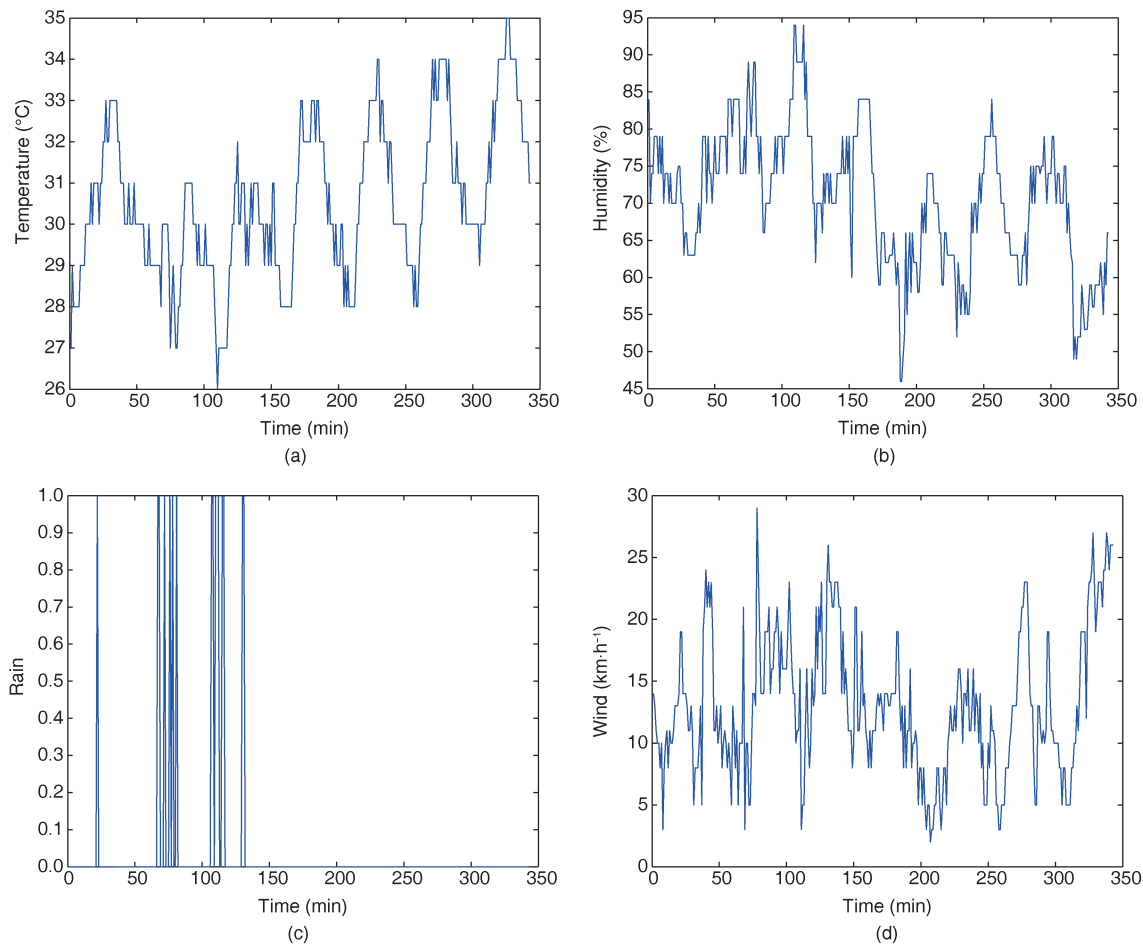 35
34
33
32
31
30
29
28
27
26
Temperature (°C)
0 50 100 150 200 250 300 350
Time (min)
(a)
95
90
85
80
75
70
65
60
55
50
45
Humidity (%)
0 50 100 150 200 250 300 350
Time (min)
(b)
1.0
0.9
0.8
0.7
0.6
0.5
0.4
0.3
0.2
0.1
0.0
Rain
0 50 100 150 200 250 300 350
Time (min)
(c)
30
25
20
15
10
5
0
Wind (km·h⁻¹)
0 50 100 150 200 250 300 350
Time (min)
(d)